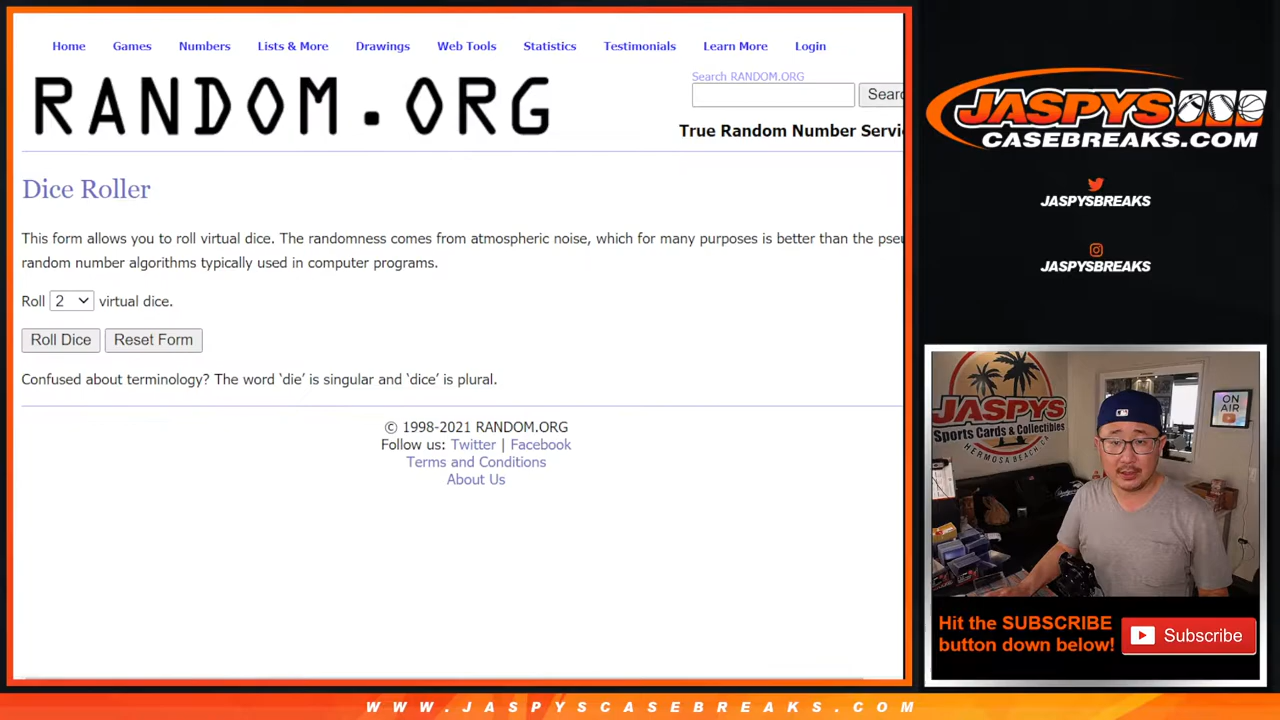 Home Games Numbers Lists & More Drawings Web Tools Statistics Testimonials Learn More Login
RANDOM.ORG
Search RANDOM.ORG
Searc
True Random Number Servi
Dice Roller
This form allows you to roll virtual dice. The randomness comes from atmospheric noise, which for many purposes is better than the pseu
random number algorithms typically used in computer programs.
Roll 2 virtual dice.
Roll Dice Reset Form
Confused about terminology? The word 'die' is singular and 'dice' is plural.
© 1998-2021 RANDOM.ORG
Follow us: Twitter | Facebook
Terms and Conditions
About Us
JASPYS
CASEBREAKS.COM
JASPYSBREAKS
JASPYSBREAKS
JASPYS
Sports Cards & Collectibles
HERMOSA BEACH CA
ON
AIR
Hit the SUBSCRIBE
button down below!
Subscribe
WWW.JASPYSCASEBREAKS.COM